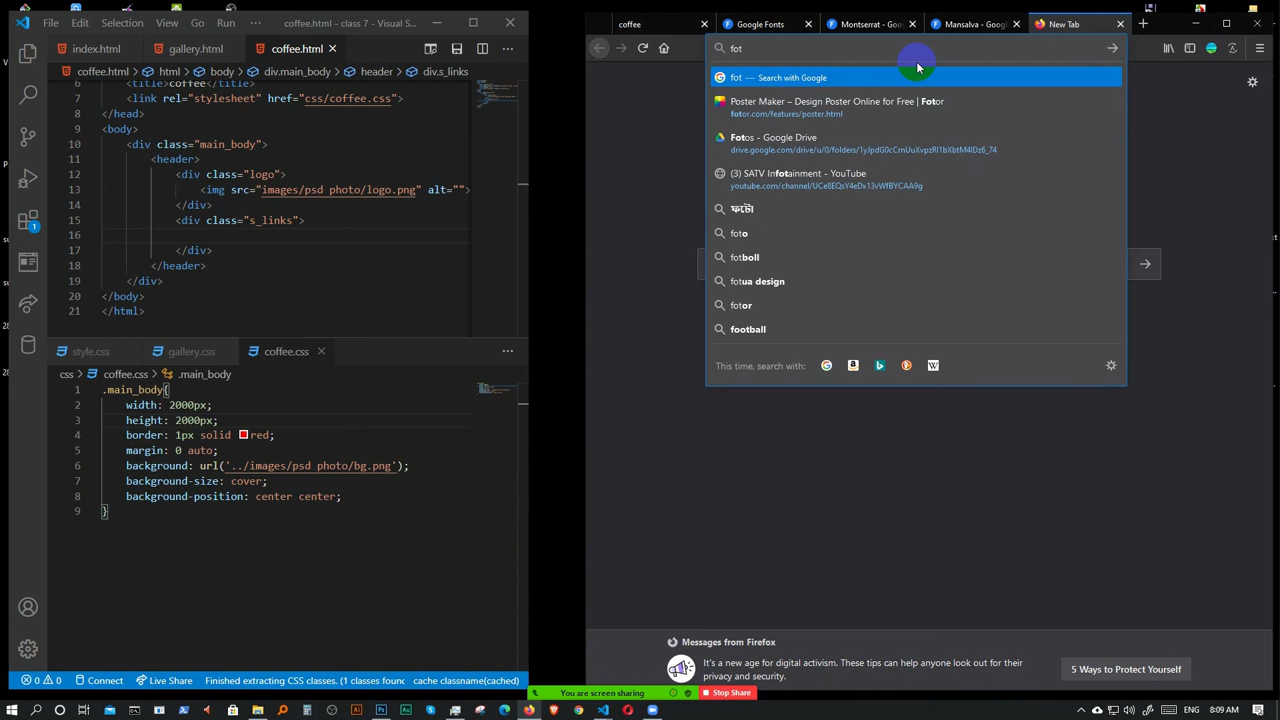 File Edit Selection View Go Run ··· coffee.html - class 7 - Visual S...
index.html gallery.html coffee.html
coffee.html > html > body > div.main_body > header > div.s_links
6 <title>coffee</title>
7 <link rel="stylesheet" href="css/coffee.css">
8 </head>
9 <body>
10 <div class="main_body">
11 <header>
12 <div class="logo">
13 <img src="images/psd photo/logo.png" alt="">
14 </div>
15 <div class="s_links">
16
17 </div>
18 </header>
19 </div>
20 </body>
21 </html>
style.css gallery.css coffee.css
css > coffee.css > .main_body
1 .main_body{
2 width: 2000px;
3 height: 2000px;
4 border: 1px solid red;
5 margin: 0 auto;
6 background: url('../images/psd photo/bg.png');
7 background-size: cover;
8 background-position: center center;
9 }
0 0 Connect Live Share Finished extracting CSS classes. (1 classes found cache classname(cached)
coffee Google Fonts Montserrat - Goo Mansalva - Googl New Tab
fot
fot — Search with Google
Poster Maker – Design Poster Online for Free | Fotor
fotor.com/features/poster.html
Fotos - Google Drive
(3) SATV Infotainment - YouTube
youtube.com/channel/UCe8EQsY4eDx13vWfBYCAA9g
ফটো
foto
fotboll
fotua design
fotor
football
This time, search with:
Messages from Firefox
It's a new age for digital activism. These tips can help anyone look out for their
privacy and security.
5 Ways to Protect Yourself
You are screen sharing Stop Share
ENG 8:09 AM